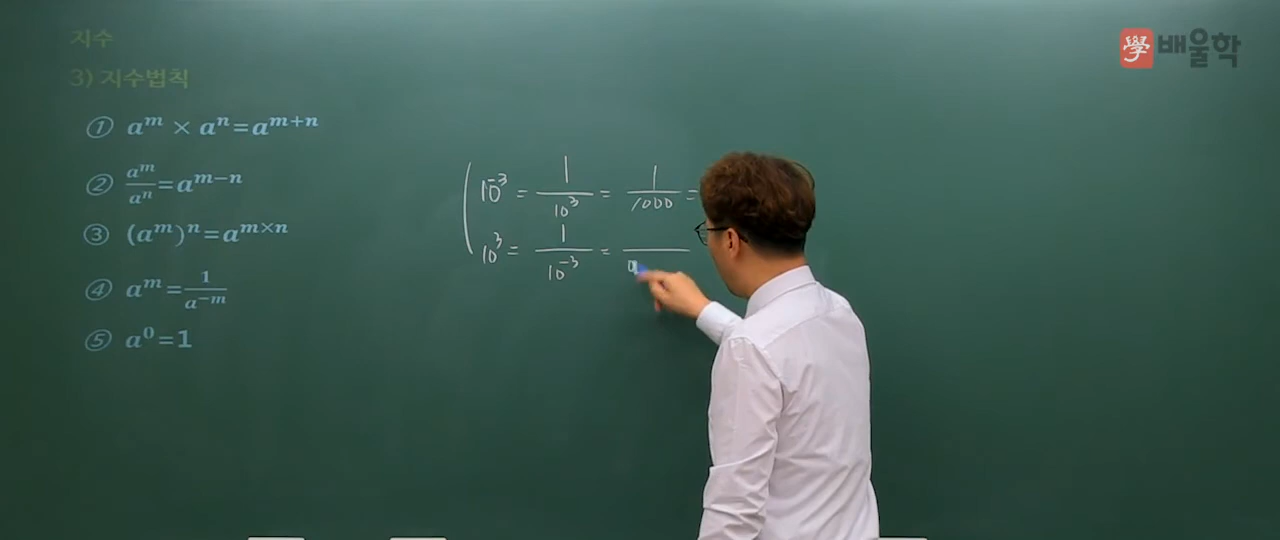 지수
學 배울학
3) 지수법칙
① a^m × a^n=a^{m+n}
② a^m/a^n=a^{m-n}
③ (a^m)^n=a^{m×n}
④ a^m=1/a^{-m}
⑤ a^0=1
10^{-3} = 1/10^3 = 1/1000 =
10^3 = 1/10^{-3} =